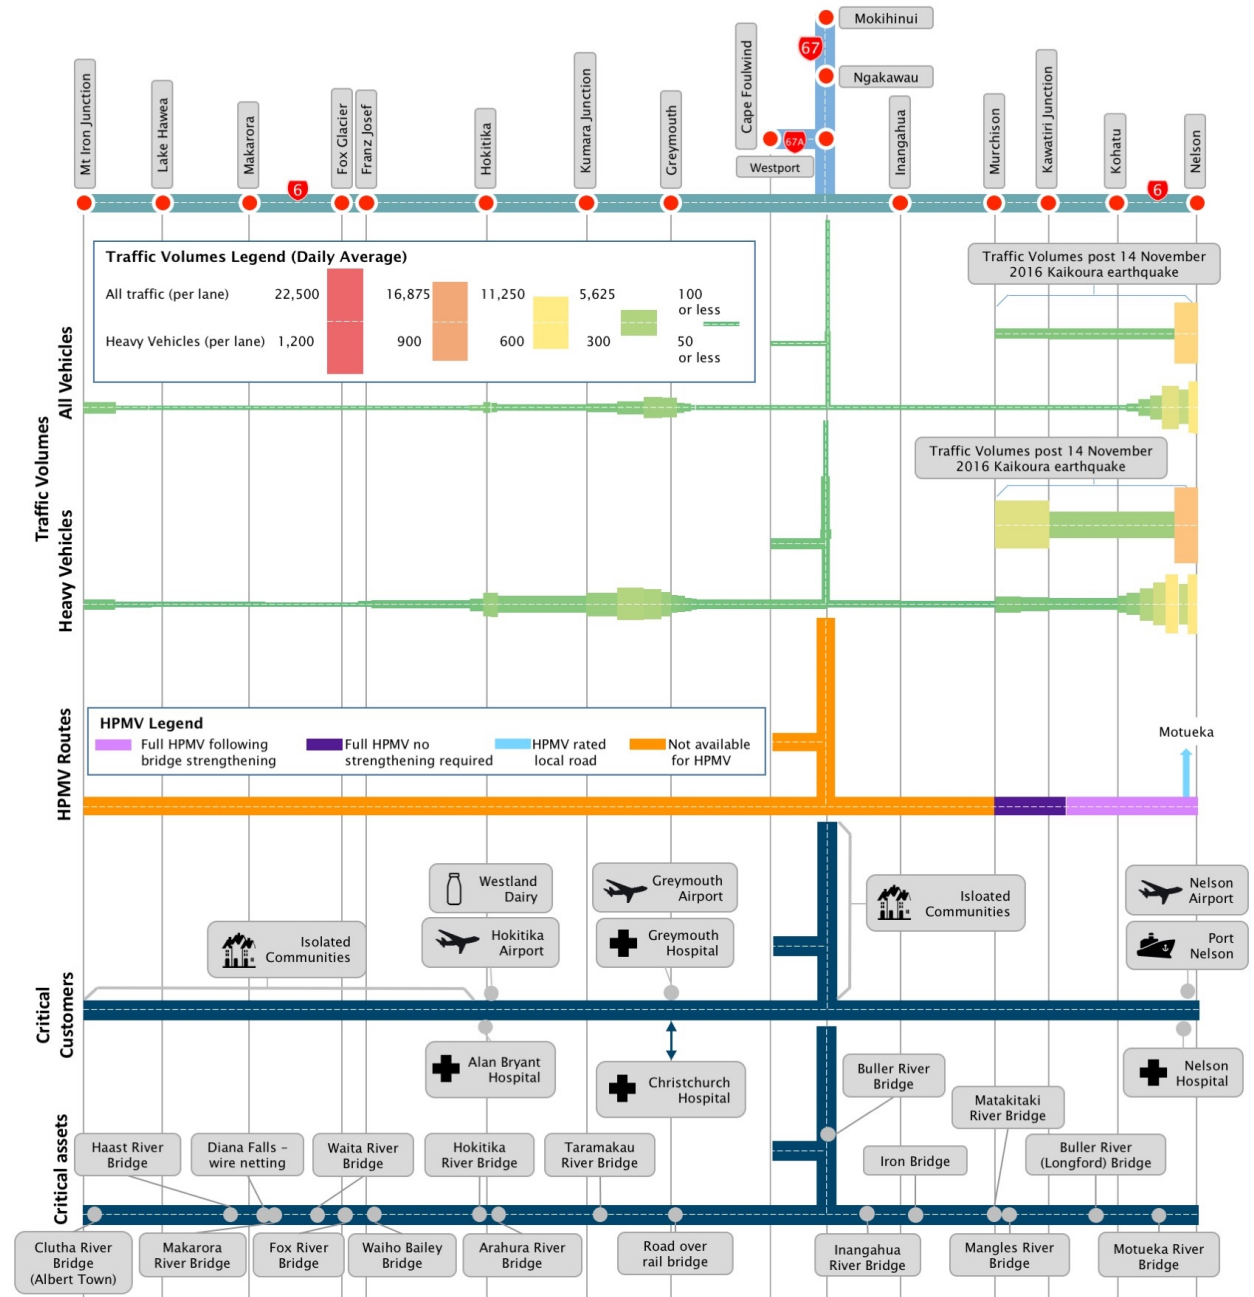 Mokihinui
67
Ngakawau
Cape Foulwind
67A
Westport
Mt Iron Junction
Lake Hawea
Makarora
6
Fox Glacier
Franz Josef
Hokitika
Kumara Junction
Greymouth
Inangahua
Murchison
Kawatiri Junction
Kohatu
6
Nelson
Traffic Volumes
All Vehicles
Traffic Volumes Legend (Daily Average)
All traffic (per lane) 22,500 16,875 11,250 5,625 100
or less
Heavy Vehicles (per lane) 1,200 900 600 300 50
or less
Traffic Volumes post 14 November
2016 Kaikoura earthquake
Heavy Vehicles
Traffic Volumes post 14 November
2016 Kaikoura earthquake
HPMV Routes
HPMV Legend
Full HPMV following
bridge strengthening
Full HPMV no
strengthening required
HPMV rated
local road
Not available
for HPMV
Motueka
Critical
Customers
Isolated
Communities
Westland
Dairy
Hokitika
Airport
Greymouth
Airport
Greymouth
Hospital
Isloated
Communities
Nelson
Airport
Port
Nelson
Alan Bryant
Hospital
Christchurch
Hospital
Nelson
Hospital
Critical assets
Buller River
Bridge
Matakitaki
River Bridge
Haast River
Bridge
Diana Falls -
wire netting
Waita River
Bridge
Hokitika
River Bridge
Taramakau
River Bridge
Iron Bridge
Buller River
(Longford) Bridge
Clutha River
Bridge
(Albert Town)
Makarora
River Bridge
Fox River
Bridge
Waiho Bailey
Bridge
Arahura River
Bridge
Road over
rail bridge
Inangahua
River Bridge
Mangles River
Bridge
Motueka River
Bridge